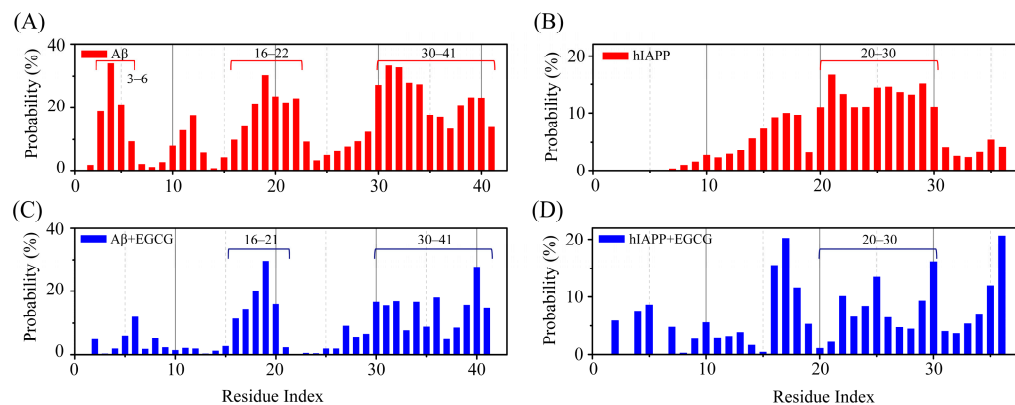 (A)
Probability (%)
40
20
0
Aβ
3–6
16–22
30–41
0 10 20 30 40
(B)
Probability (%)
20
10
0
hIAPP
20–30
0 10 20 30
(C)
Probability (%)
40
20
0
Aβ+EGCG
16–21
30–41
0 10 20 30 40
Residue Index
(D)
Probability (%)
20
10
0
hIAPP+EGCG
20–30
0 10 20 30
Residue Index